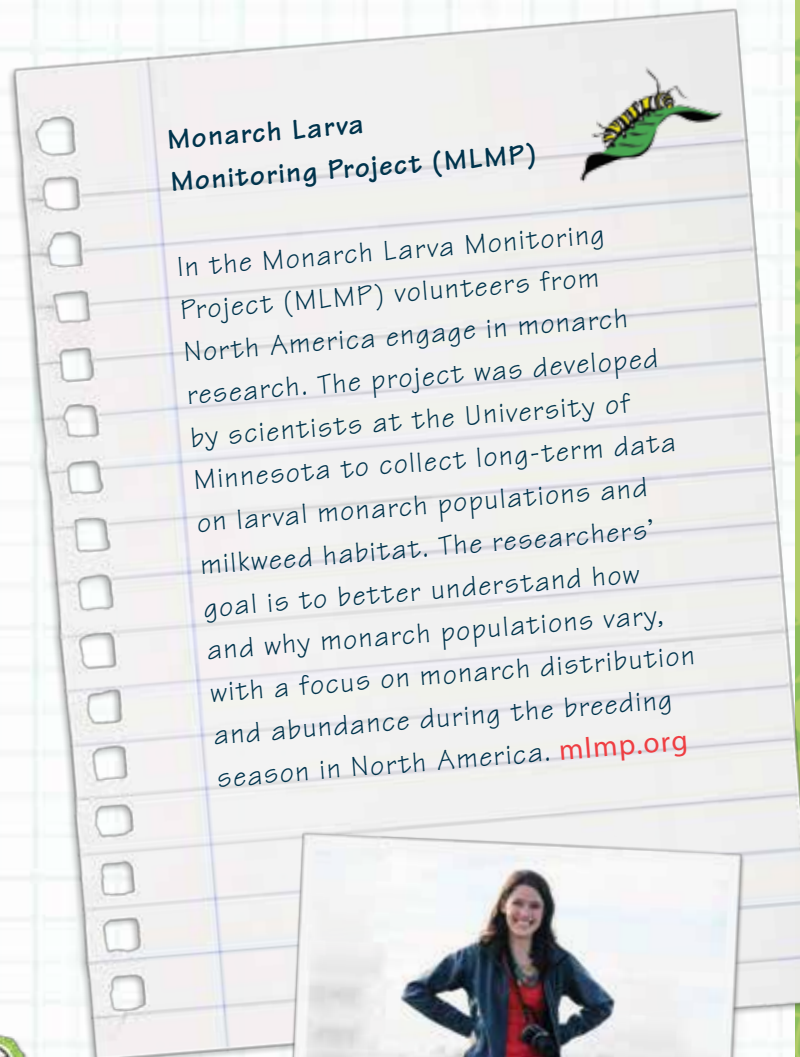 Monarch Larva
Monitoring Project (MLMP)
In the Monarch Larva Monitoring
Project (MLMP) volunteers from
North America engage in monarch
research. The project was developed
by scientists at the University of
Minnesota to collect long-term data
on larval monarch populations and
milkweed habitat. The researchers’
goal is to better understand how
and why monarch populations vary,
with a focus on monarch distribution
and abundance during the breeding
season in North America. mlmp.org